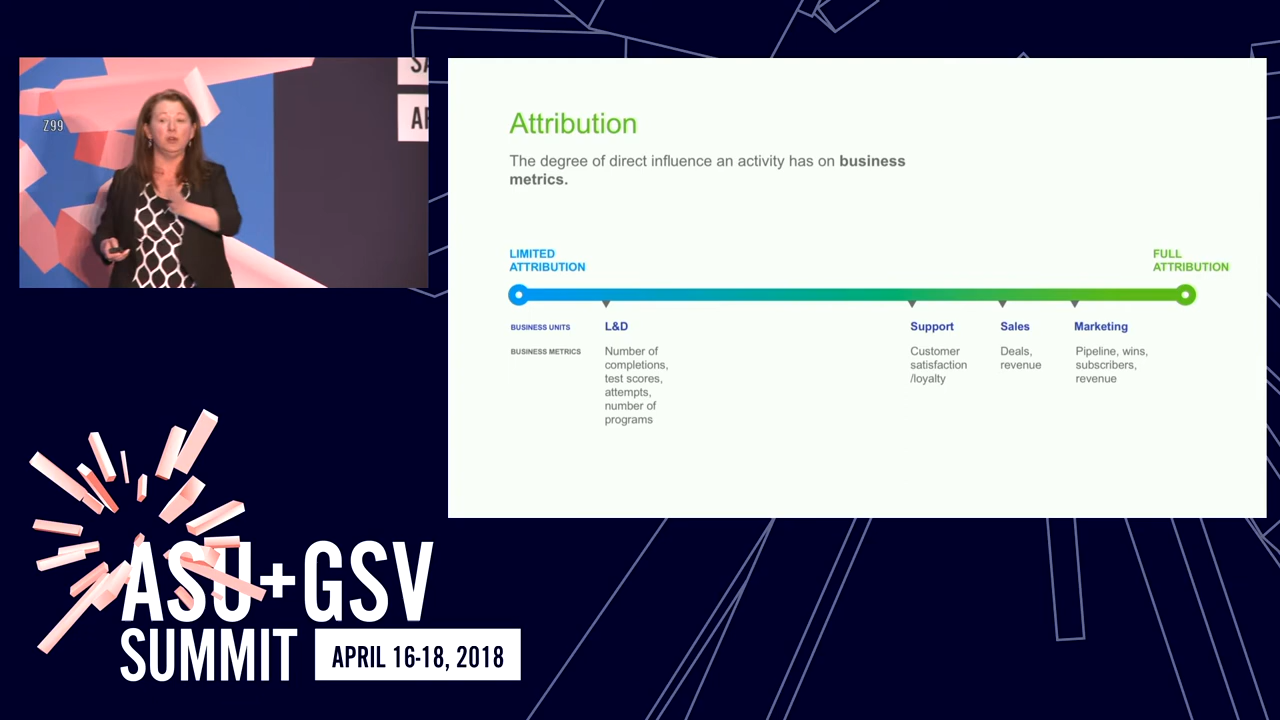 Z99
Attribution
The degree of direct influence an activity has on business
metrics.
LIMITED
ATTRIBUTION
FULL
ATTRIBUTION
BUSINESS UNITS
L&D
Support
Sales
Marketing
BUSINESS METRICS
Number of
completions,
test scores,
attempts,
number of
programs
Customer
satisfaction
/loyalty
Deals,
revenue
Pipeline, wins,
subscribers,
revenue
ASU+GSV
SUMMIT
APRIL 16-18, 2018